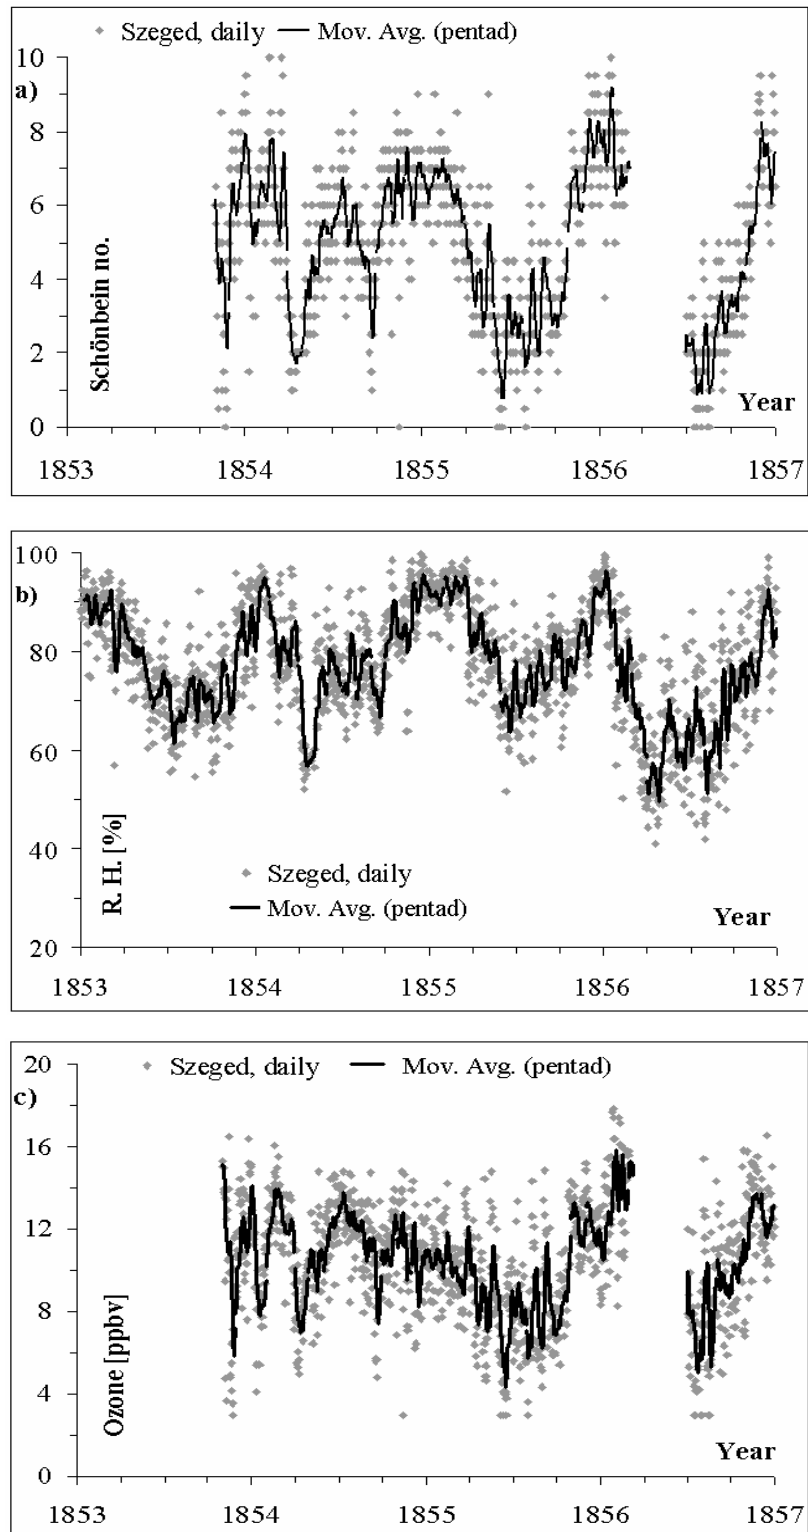 Szeged, daily Mov. Avg. (pentad)
10
a)
8
6
4
2
0
Schönbein no.
Year
1853 1854 1855 1856 1857
100
b)
80
60
40
20
R. H. [%]
Szeged, daily
Mov. Avg. (pentad)
Year
1853 1854 1855 1856 1857
20
Szeged, daily Mov. Avg. (pentad)
c)
16
12
8
4
0
Ozone [ppbv]
Year
1853 1854 1855 1856 1857